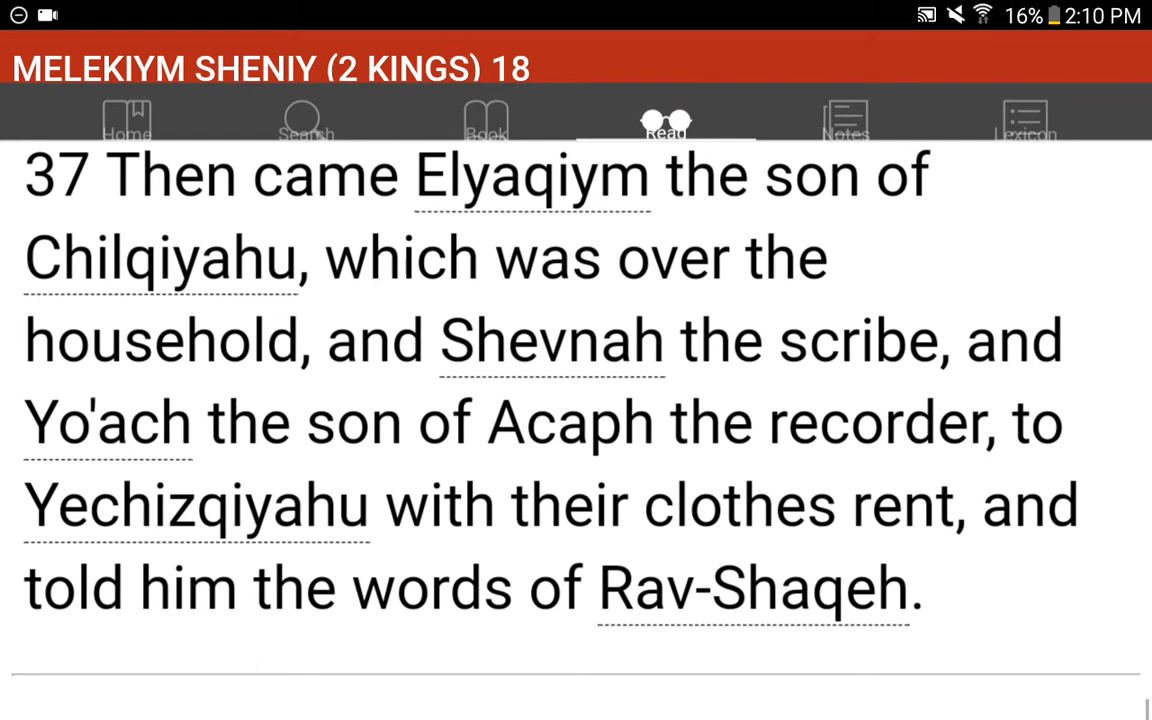 16% 2:10 PM
MELEKIYM SHENIY (2 KINGS) 18
Home Search Book Read Notes Lexicon
37 Then came Elyaqiym the son of
Chilqiyahu, which was over the
household, and Shevnah the scribe, and
Yo'ach the son of Acaph the recorder, to
Yechizqiyahu with their clothes rent, and
told him the words of Rav-Shaqeh.